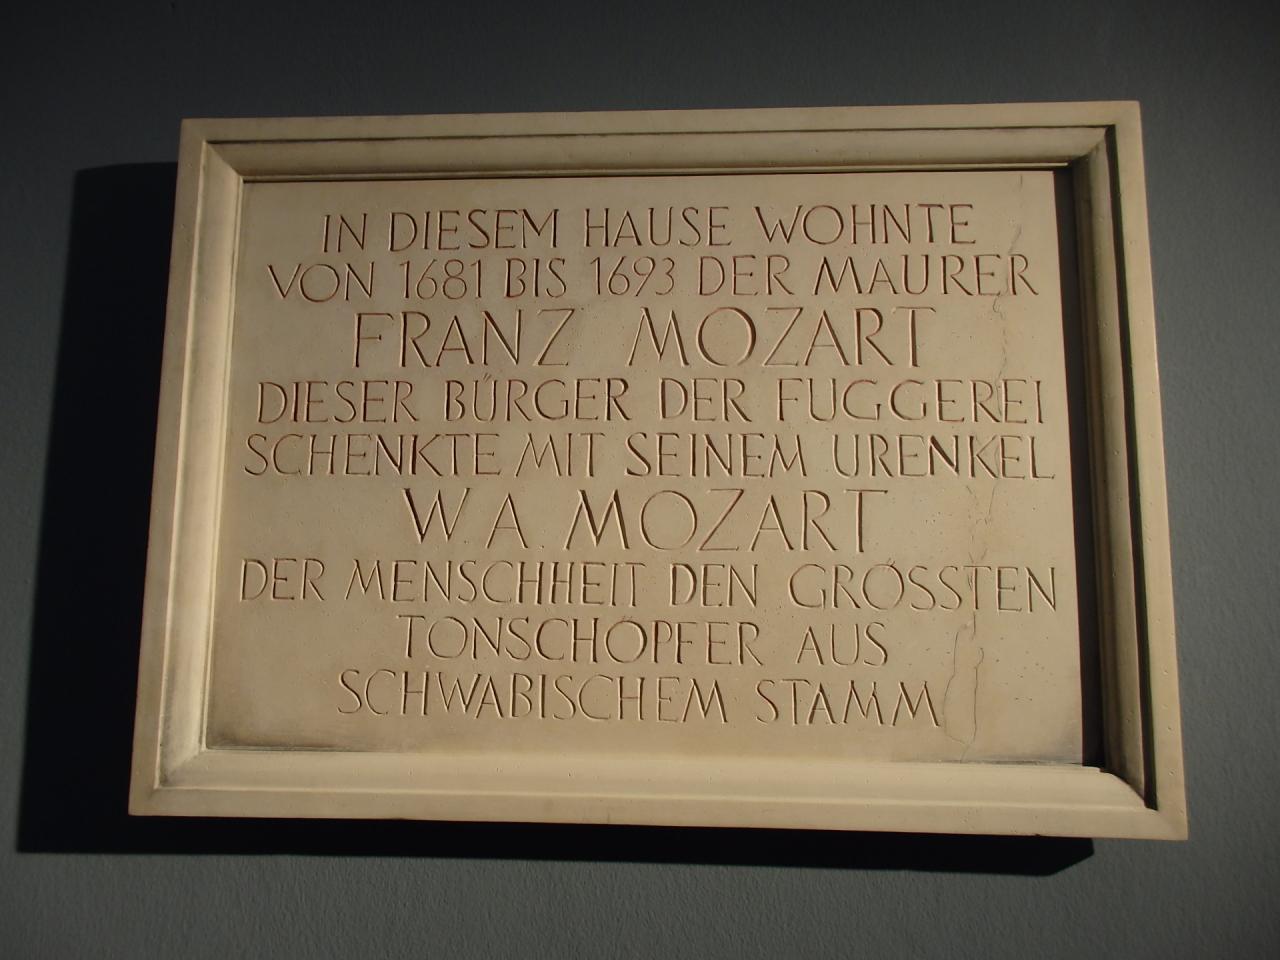 IN DIESEM HAUSE WOHNTE
VON 1681 BIS 1693 DER MAURER
FRANZ MOZART
DIESER BÜRGER DER FUGGEREI
SCHENKTE MIT SEINEM URENKEL
W. A. MOZART
DER MENSCHHEIT DEN GRÖSSTEN
TONSCHÖPFER AUS
SCHWÄBISCHEM STAMM